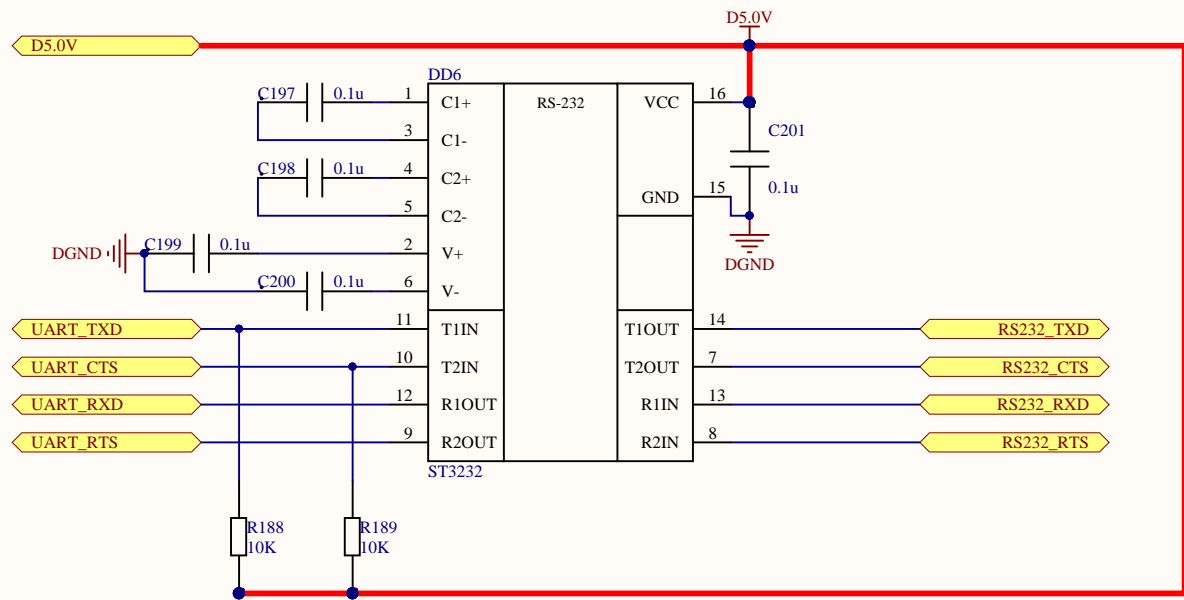 D5.0V
D5.0V
DD6
C197 0.1u 1 C1+ RS-232 VCC 16
C201
3 C1-
C198 0.1u 4 C2+
0.1u
GND 15
5 C2-
DGND C199 0.1u 2 V+
DGND
C200 0.1u 6 V-
UART_TXD 11 T1IN T1OUT 14 RS232_TXD
UART_CTS 10 T2IN T2OUT 7 RS232_CTS
UART_RXD 12 R1OUT R1IN 13 RS232_RXD
UART_RTS 9 R2OUT R2IN 8 RS232_RTS
ST3232
R188 R189
10K 10K